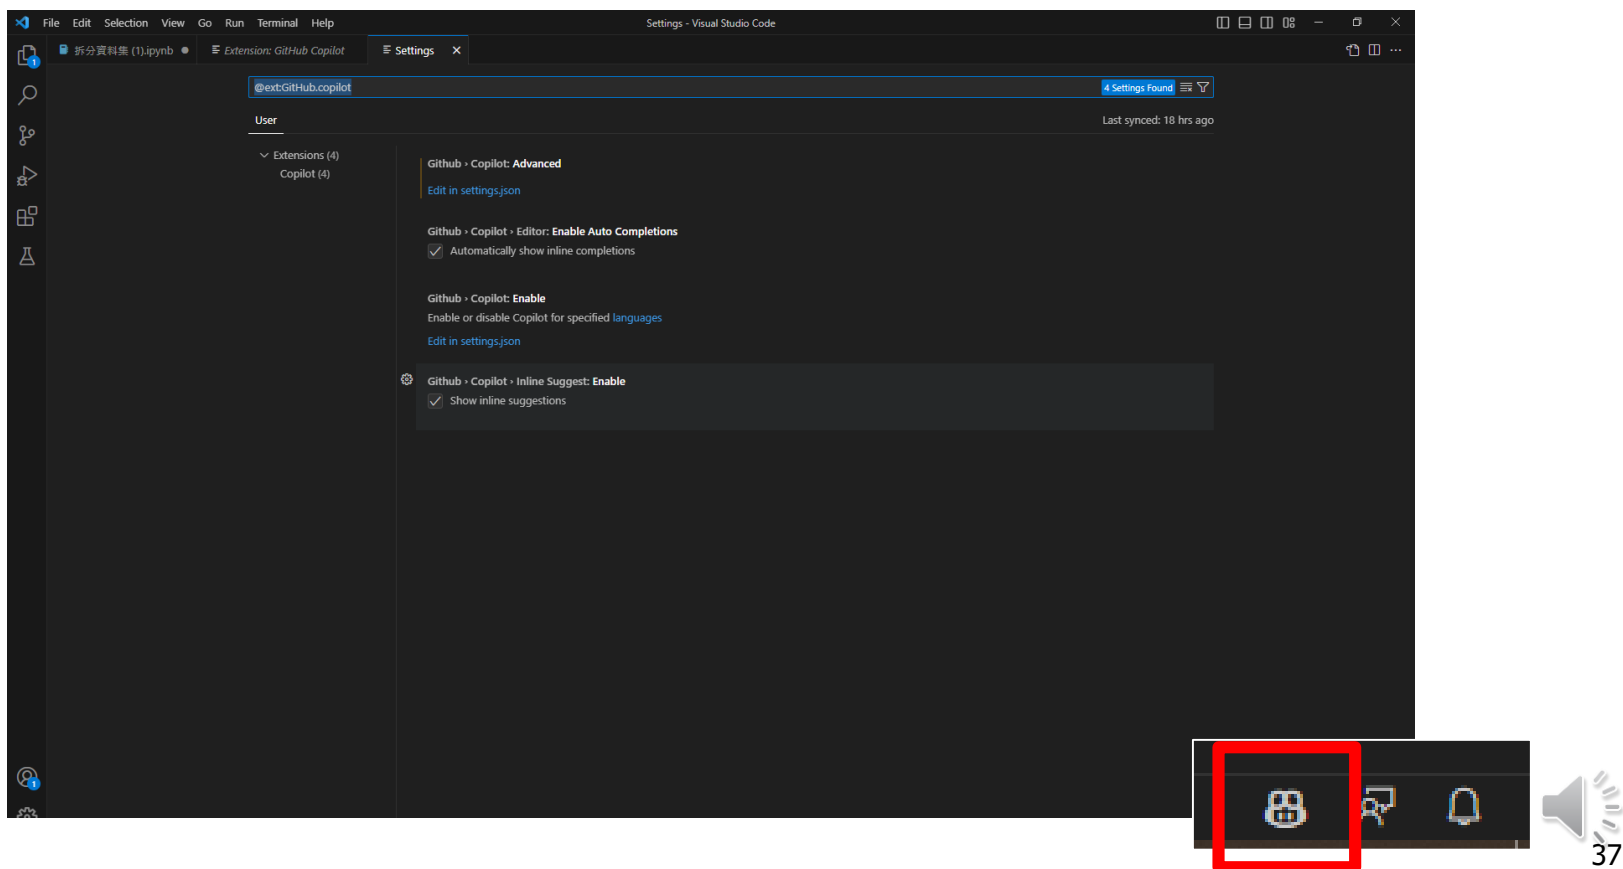 File Edit Selection View Go Run Terminal Help
Settings - Visual Studio Code
拆分資料集 (1).ipynb
Extension: GitHub Copilot
Settings
1
@ext:GitHub.copilot
4 Settings Found
User
Last synced: 18 hrs ago
Extensions (4)
Copilot (4)
Github › Copilot: Advanced
Edit in settings.json
Github › Copilot › Editor: Enable Auto Completions
Automatically show inline completions
Github › Copilot: Enable
Enable or disable Copilot for specified languages
Edit in settings.json
Github › Copilot › Inline Suggest: Enable
Show inline suggestions
1
37